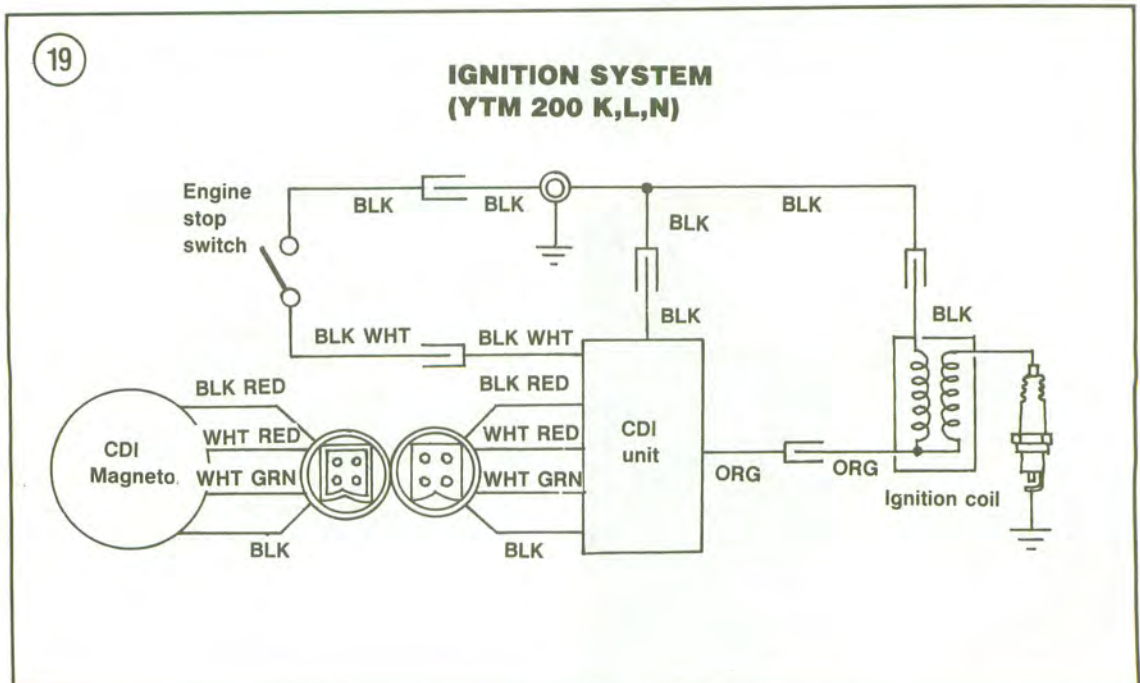 19
IGNITION SYSTEM
(YTM 200 K,L,N)
Engine
stop
switch
BLK
BLK
BLK
BLK
BLK
BLK
BLK WHT
BLK WHT
BLK RED
BLK RED
WHT RED
WHT RED
WHT GRN
WHT GRN
BLK
BLK
CDI
Magneto
CDI
unit
ORG
ORG
Ignition coil